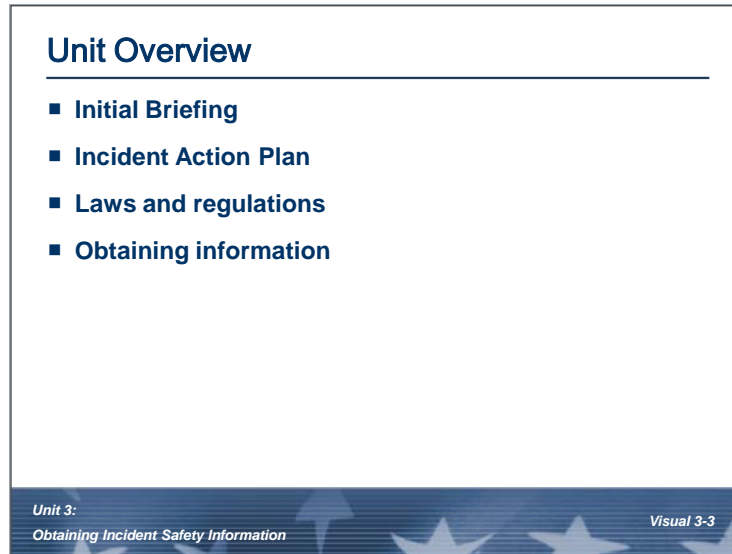 Unit Overview
■ Initial Briefing
■ Incident Action Plan
■ Laws and regulations
■ Obtaining information
Unit 3:
Obtaining Incident Safety Information
Visual 3-3